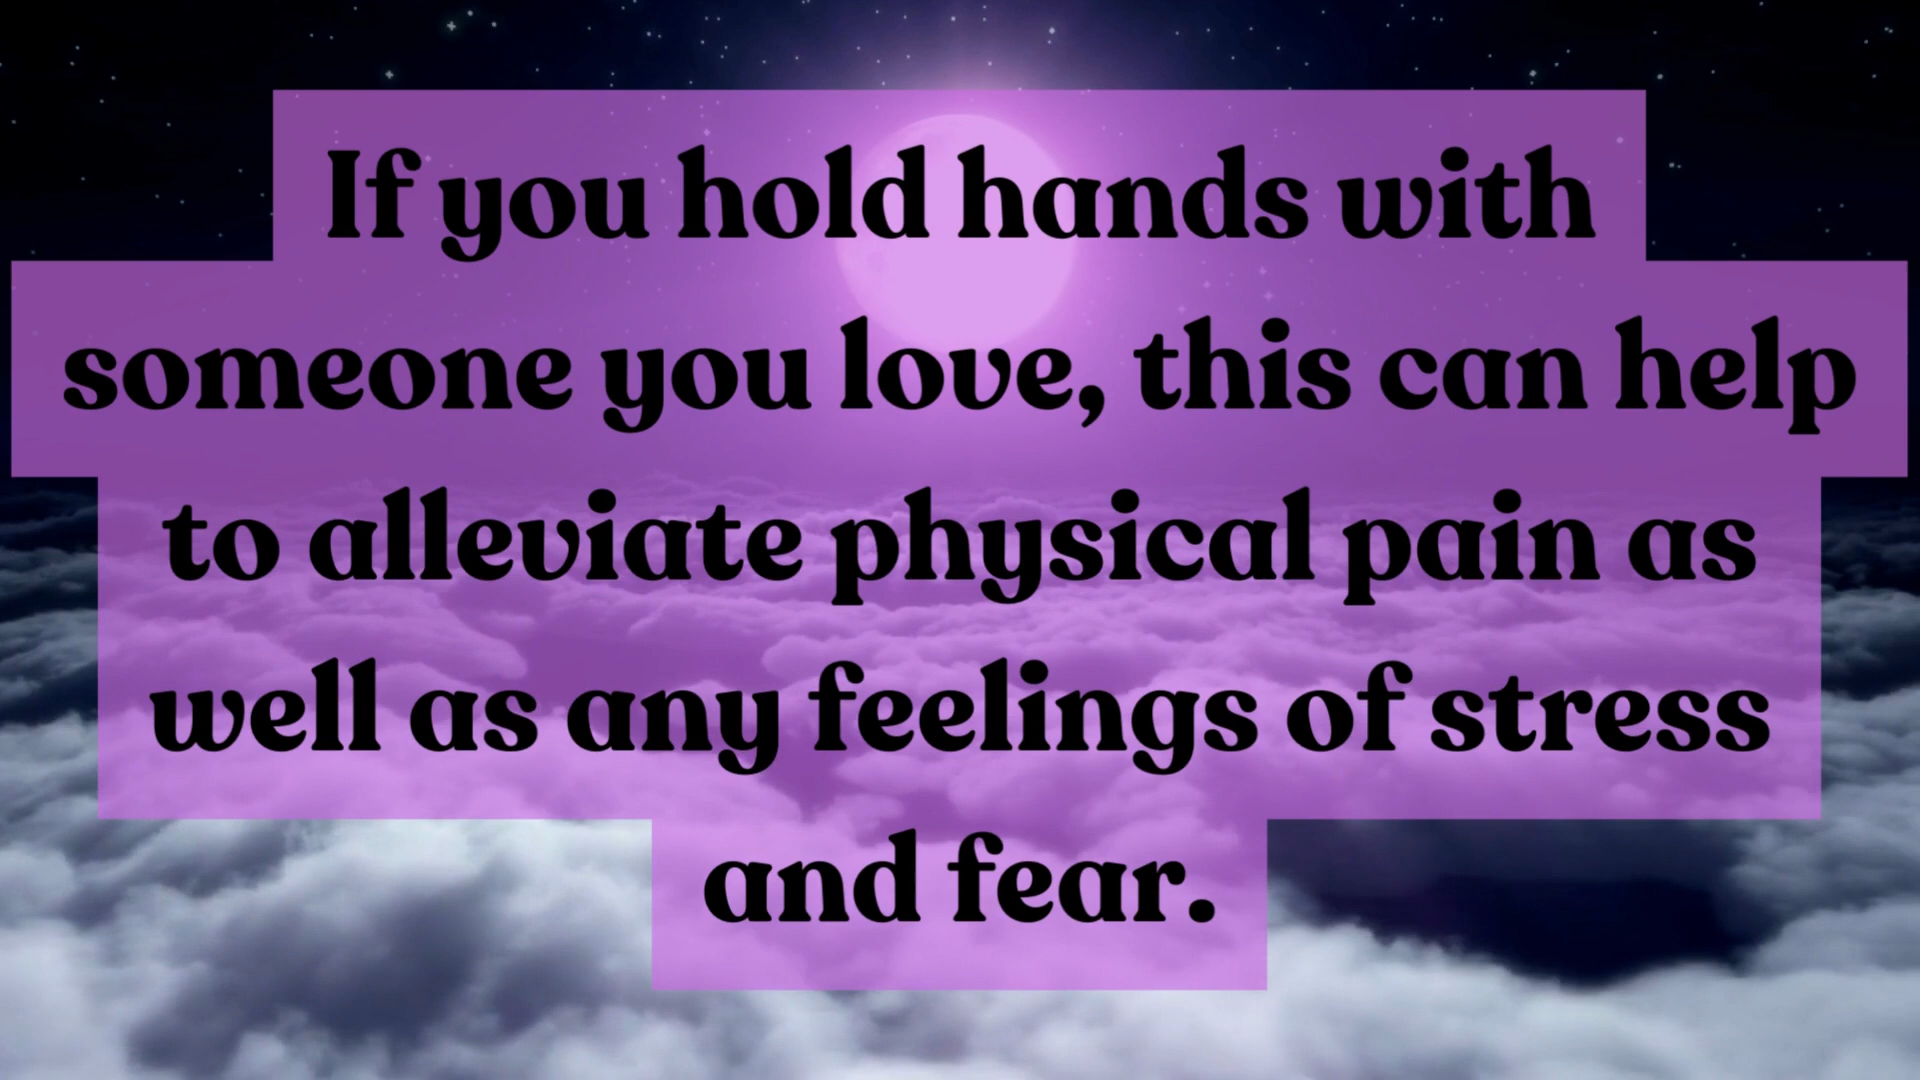 If you hold hands with
someone you love, this can help
to alleviate physical pain as
well as any feelings of stress
and fear.